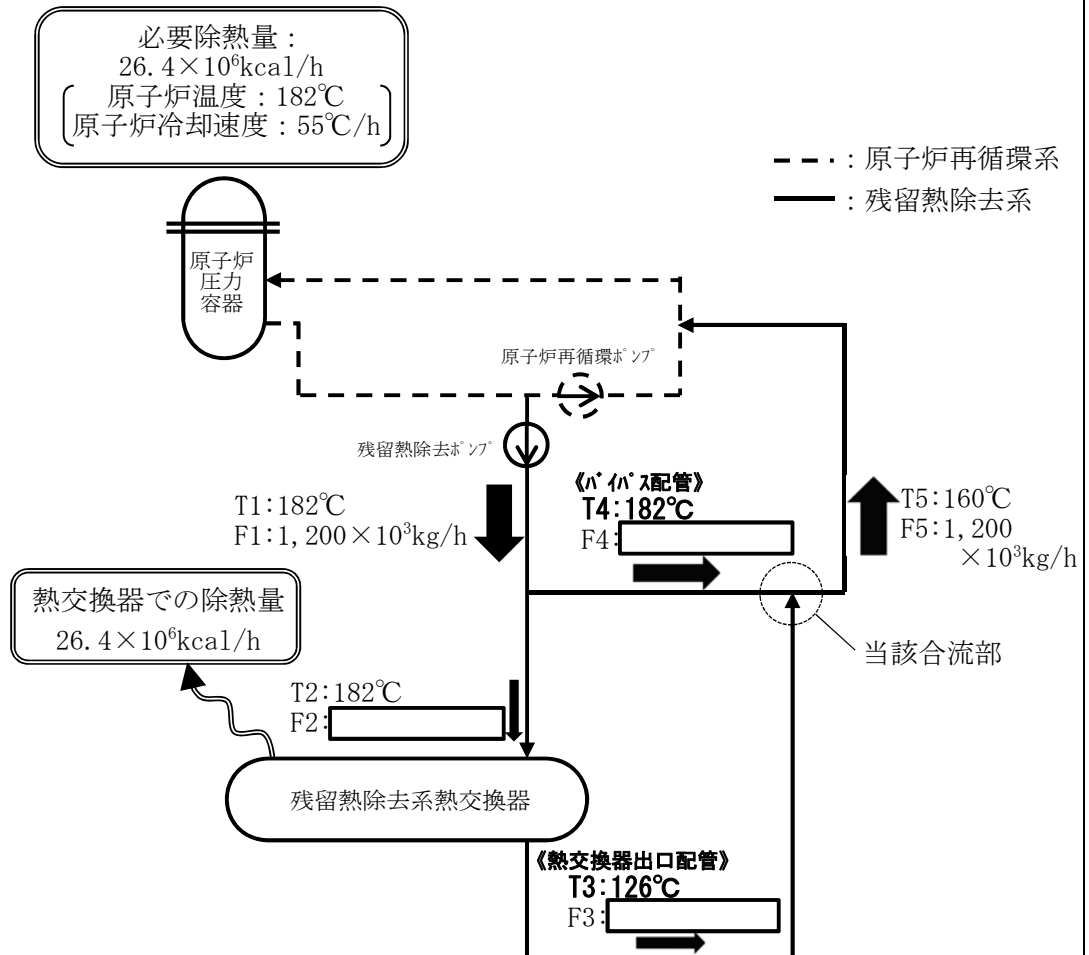 必要除熱量：
26.4×10⁶kcal/h
原子炉温度：182℃
原子炉冷却速度：55℃/h
：原子炉再循環系
：残留熱除去系
原子炉
圧力
容器
原子炉再循環ﾎﾟﾝﾌﾟ
残留熱除去ﾎﾟﾝﾌﾟ
《ﾊﾞｲﾊﾟｽ配管》
T4:182℃
F4:
T1:182℃
F1:1,200×10³kg/h
T5:160℃
F5:1,200
×10³kg/h
熱交換器での除熱量
26.4×10⁶kcal/h
当該合流部
T2:182℃
F2:
残留熱除去系熱交換器
《熱交換器出口配管》
T3:126℃
F3: